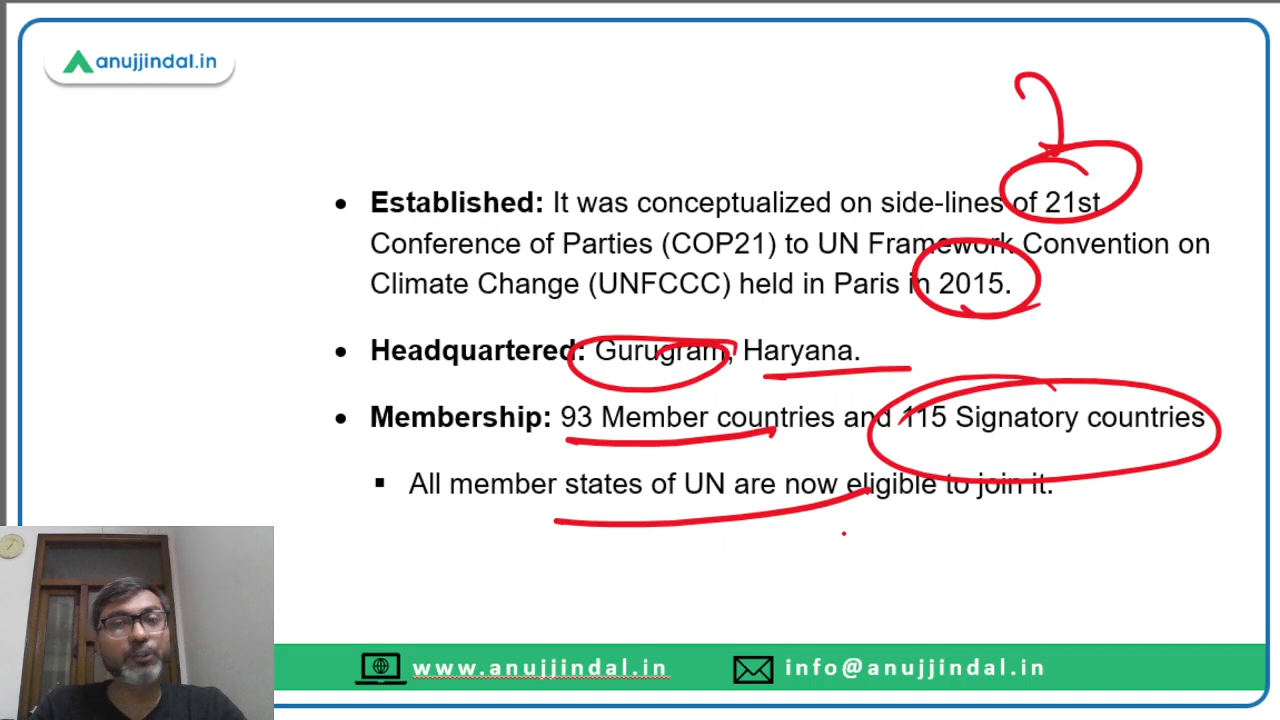 anujjindal.in
• Established: It was conceptualized on side-lines of 21st
Conference of Parties (COP21) to UN Framework Convention on
Climate Change (UNFCCC) held in Paris in 2015.
• Headquartered: Gurugram, Haryana.
• Membership: 93 Member countries and 115 Signatory countries
▪ All member states of UN are now eligible to join it.
www.anujjindal.in info@anujjindal.in